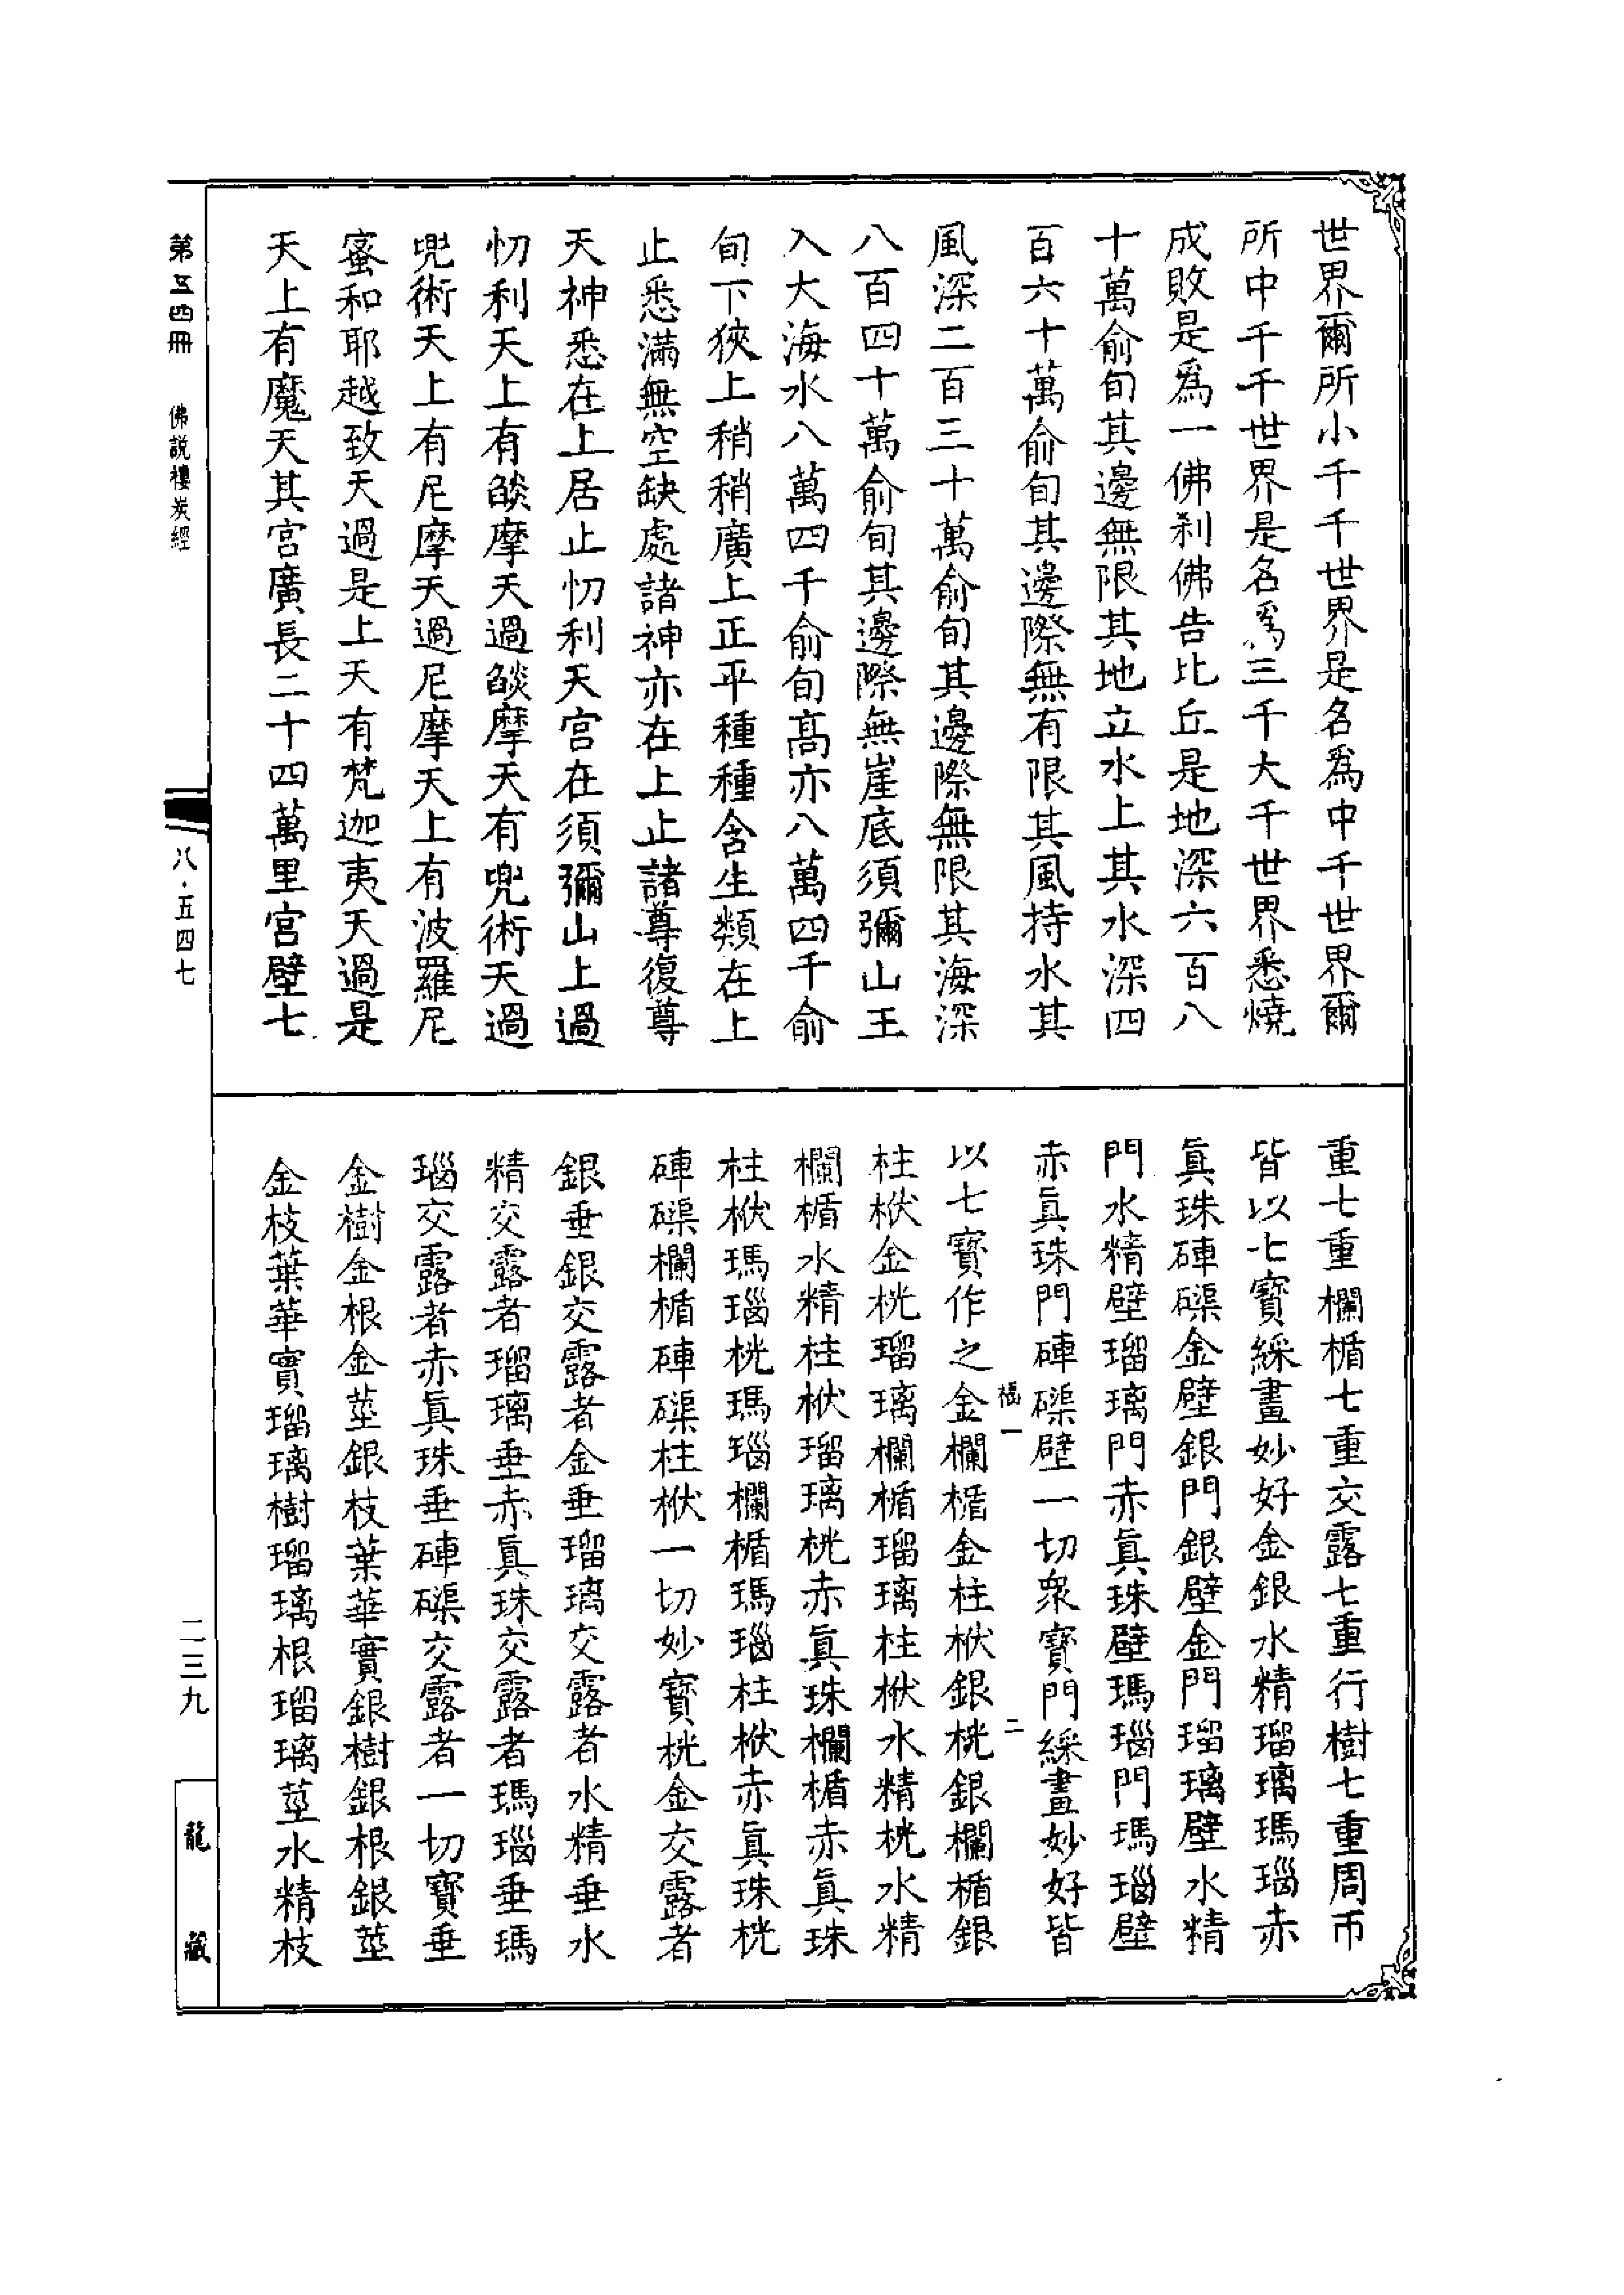 世界爾所小千千世界是名爲中千世界爾
所中千千世界是名爲三千大千世界悉燒
成敗是爲一佛刹佛告比丘是地深六百八
十萬俞旬其邊無限其地立水上其水深四
百六十萬俞旬其邊際無有限其風持水其
風深二百三十萬俞旬其邊際無限其海深
八百四十萬俞旬其邊際無崖底須彌山王
入大海水八萬四千俞旬高亦八萬四千俞
旬下狹上稍稍廣上正平種種含生類在上
止悉滿無空缺處諸神亦在上止諸尊復尊
天神悉在上居止忉利天宮在須彌山上過
忉利天上有𦦨摩天過𦦨摩天有兜術天過
兜術天上有尼摩天過尼摩天上有波羅尼
蜜和耶越致天過是上天有梵迦夷天過是
天上有魔天其宮廣長二十四萬里宮壁七
重七重欄楯七重交露七重行樹七重周帀
皆以七寶綵畫妙好金銀水精瑠璃瑪瑙赤
眞珠硨磲金壁銀門銀壁金門瑠璃壁水精
門水精壁瑠璃門赤眞珠壁瑪瑙門瑪瑙壁
赤眞珠門硨磲壁一切衆寶門綵畫妙好皆
橘一 二
以七寶作之金欄楯金柱栿銀桄銀欄楯銀
柱栿金桄瑠璃欄楯瑠璃柱栿水精桄水精
欄楯水精柱栿瑠璃桄赤眞珠欄楯赤眞珠
柱栿瑪瑙桄瑪瑙欄楯瑪瑙柱栿赤眞珠桄
硨磲欄楯硨磲柱栿一切妙寶桄金交露者
銀垂銀交露者金垂瑠璃交露者水精垂水
精交露者瑠璃垂赤眞珠交露者瑪瑙垂瑪
瑙交露者赤眞珠垂硨磲交露者一切寶垂
金樹金根金莖銀枝葉華實銀樹銀根銀莖
金枝葉華實瑠璃樹瑠璃根瑠璃莖水精枝
第五四冊 佛説樓炭經
八·五四七
二三九
龍藏